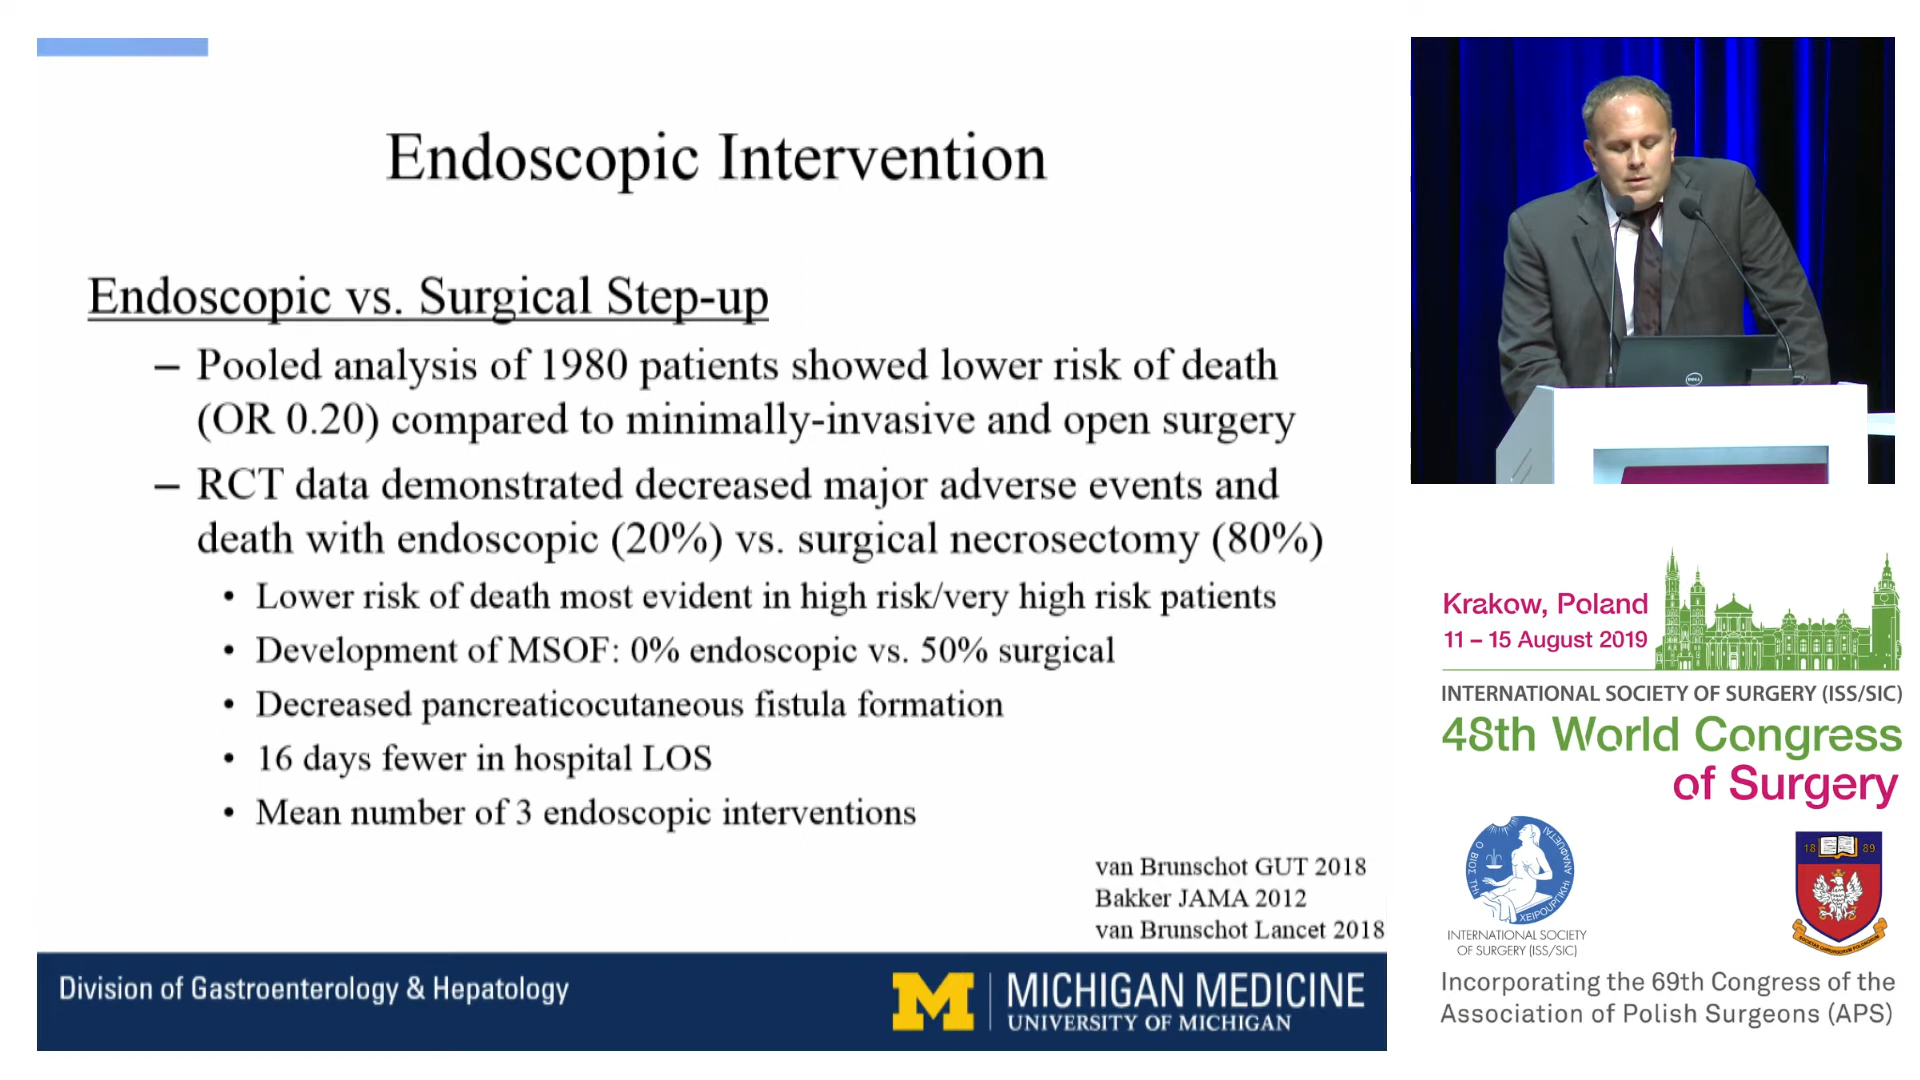 Endoscopic Intervention
Endoscopic vs. Surgical Step-up
– Pooled analysis of 1980 patients showed lower risk of death
(OR 0.20) compared to minimally-invasive and open surgery
– RCT data demonstrated decreased major adverse events and
death with endoscopic (20%) vs. surgical necrosectomy (80%)
• Lower risk of death most evident in high risk/very high risk patients
• Development of MSOF: 0% endoscopic vs. 50% surgical
• Decreased pancreaticocutaneous fistula formation
• 16 days fewer in hospital LOS
• Mean number of 3 endoscopic interventions
van Brunschot GUT 2018
Bakker JAMA 2012
van Brunschot Lancet 2018
Division of Gastroenterology & Hepatology
M
MICHIGAN MEDICINE
UNIVERSITY OF MICHIGAN
DELL
Krakow, Poland
11 – 15 August 2019
INTERNATIONAL SOCIETY OF SURGERY (ISS/SIC)
48th World Congress
of Surgery
Ο ΒΙΟΣ ΤΗΙ ΧΕΙΡΟΥΡΓΙΚΗΙ ΑΝΑΦΥΕΤΑΙ
INTERNATIONAL SOCIETY
OF SURGERY (ISS/SIC)
18 89
Incorporating the 69th Congress of the
Association of Polish Surgeons (APS)